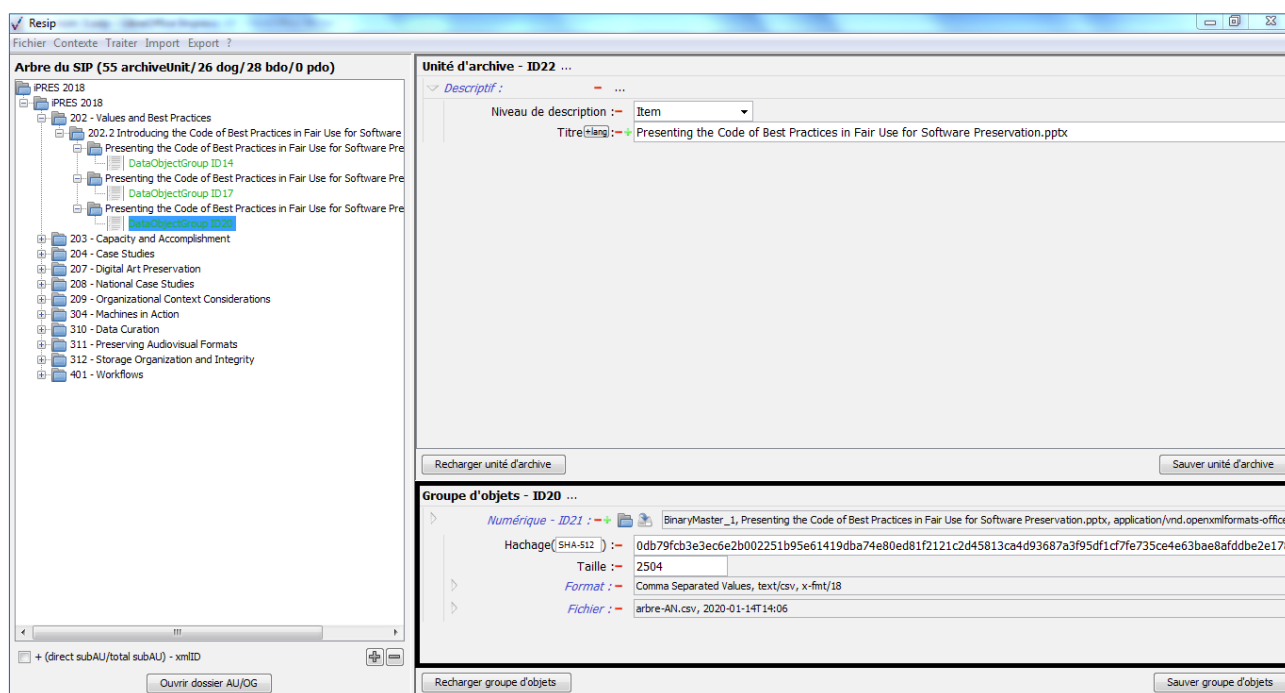 Resip
Fichier Contexte Traiter Import Export ?
Arbre du SIP (55 archiveUnit/26 dog/28 bdo/0 pdo)
iPRES 2018
iPRES 2018
202 - Values and Best Practices
202.2 Introducing the Code of Best Practices in Fair Use for Software
Presenting the Code of Best Practices in Fair Use for Software Pre
DataObjectGroup ID14
Presenting the Code of Best Practices in Fair Use for Software Pre
DataObjectGroup ID17
Presenting the Code of Best Practices in Fair Use for Software Pre
DataObjectGroup ID20
203 - Capacity and Accomplishment
204 - Case Studies
207 - Digital Art Preservation
208 - National Case Studies
209 - Organizational Context Considerations
304 - Machines in Action
310 - Data Curation
311 - Preserving Audiovisual Formats
312 - Storage Organization and Integrity
401 - Workflows
+ (direct subAU/total subAU) - xmlID
Ouvrir dossier AU/OG
Unité d'archive - ID22 ...
Descriptif : - ...
Niveau de description :- Item
Titre +lang :-+ Presenting the Code of Best Practices in Fair Use for Software Preservation.pptx
Recharger unité d'archive
Sauver unité d'archive
Groupe d'objets - ID20 ...
Numérique - ID21 : -+ BinaryMaster_1, Presenting the Code of Best Practices in Fair Use for Software Preservation.pptx, application/vnd.openxmlformats-office
Hachage( SHA-512 ) :- 0db79fcb3e3ec6e2b002251b95e61419dba74e80ed81f2121c2d45813ca4d93687a3f95df1cf7fe735ce4e63bae8afddbe2e178
Taille :- 2504
Format : - Comma Separated Values, text/csv, x-fmt/18
Fichier : - arbre-AN.csv, 2020-01-14T14:06
Recharger groupe d'objets
Sauver groupe d'objets